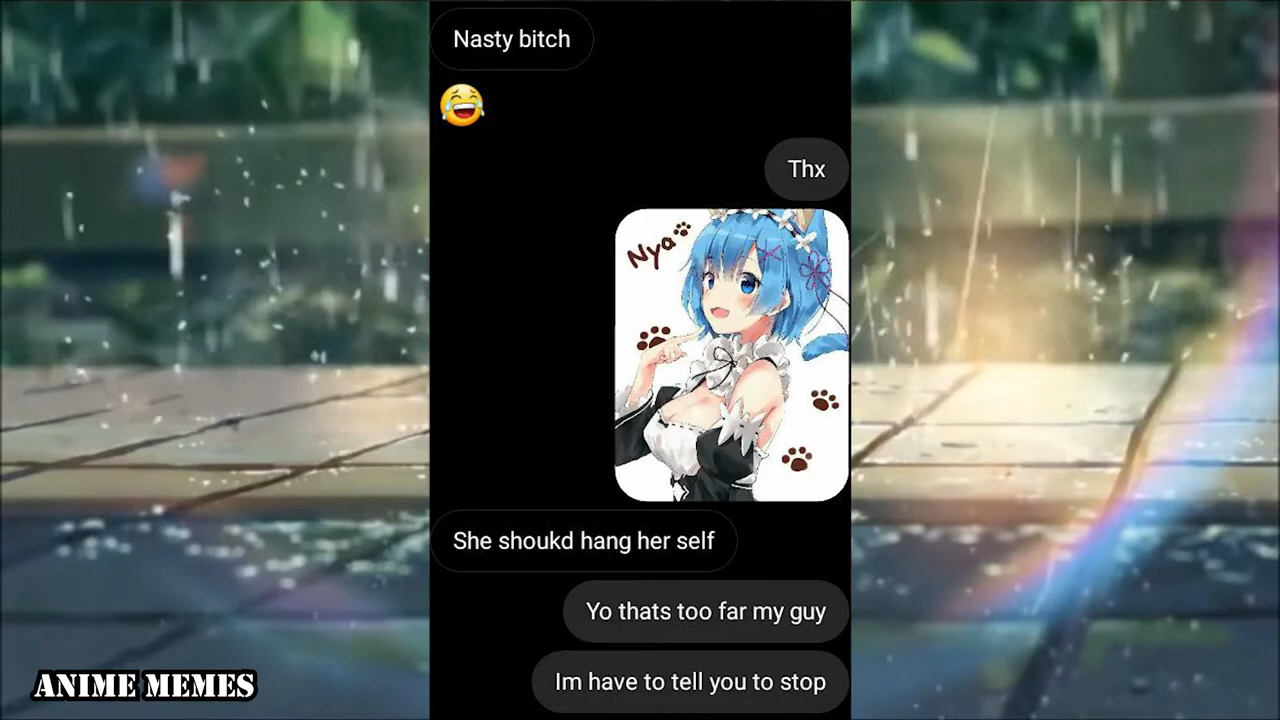 Nasty bitch
Thx
Nya
She shoukd hang her self
Yo thats too far my guy
Im have to tell you to stop
ANIME MEMES